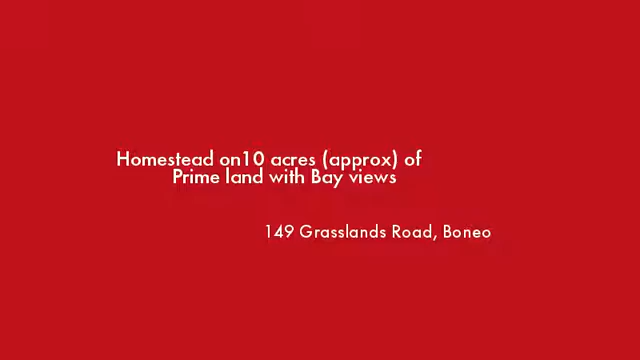 Homestead on10 acres (approx) of
Prime land with Bay views
149 Grasslands Road, Boneo